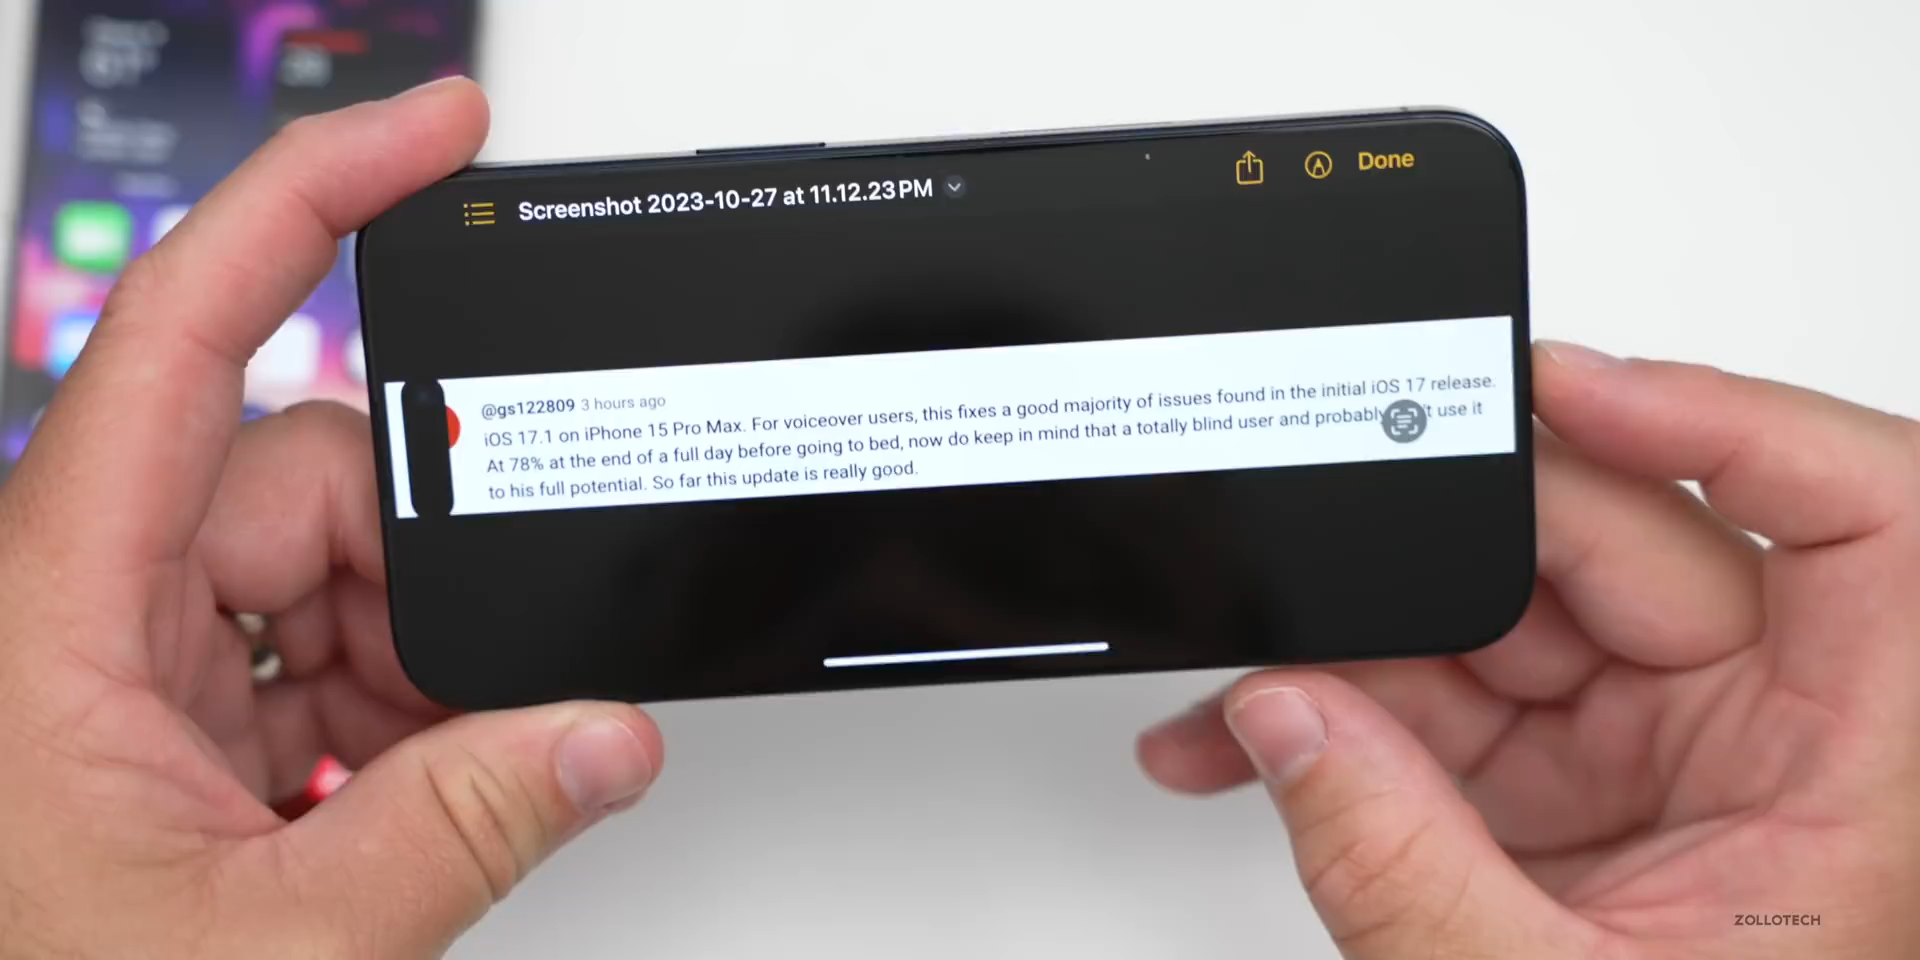 Screenshot 2023-10-27 at 11.12.23 PM
Done
@gs122809 3 hours ago
iOS 17.1 on iPhone 15 Pro Max. For voiceover users, this fixes a good majority of issues found in the initial iOS 17 release.
At 78% at the end of a full day before going to bed, now do keep in mind that a totally blind user and probably t use it
to his full potential. So far this update is really good.
ZOLLOTECH